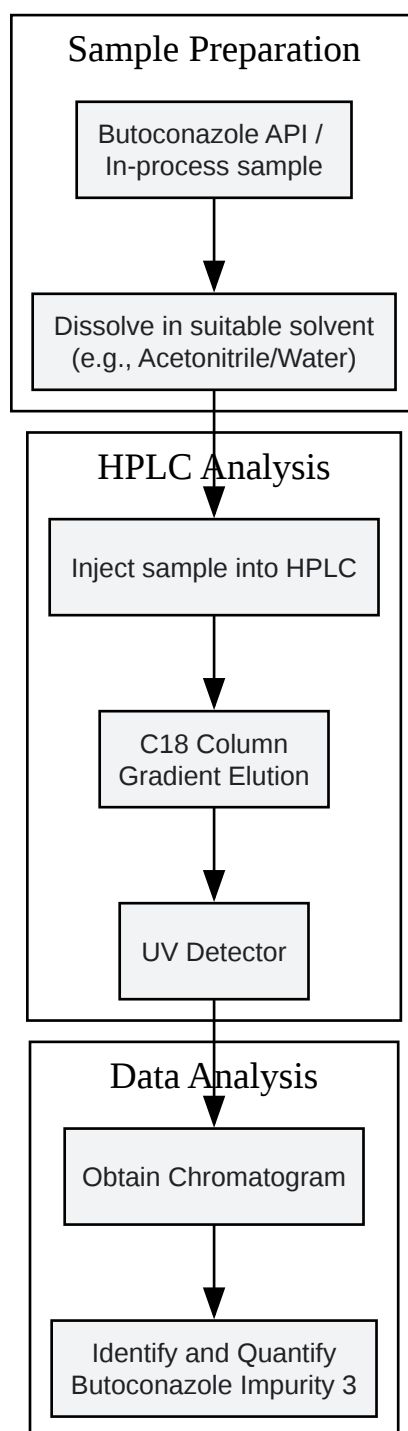 Sample Preparation
Butoconazole API /
In-process sample
Dissolve in suitable solvent
(e.g., Acetonitrile/Water)
HPLC Analysis
Inject sample into HPLC
C18 Column
Gradient Elution
UV Detector
Data Analysis
Obtain Chromatogram
Identify and Quantify
Butoconazole Impurity 3